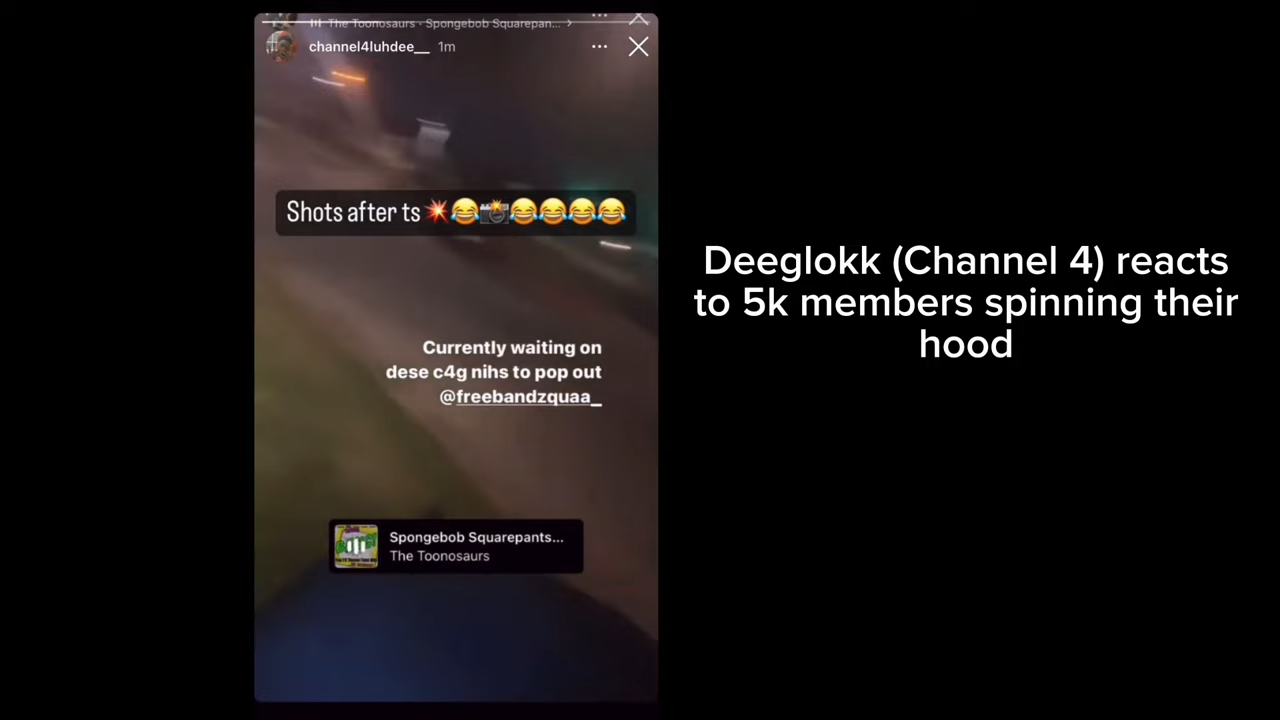 The Toonosaurs - Spongebob Squarepan... >
channel4luhdee__ 1m
Shots after ts 💥😂📸😂😂😂😂
Currently waiting on
dese c4g nihs to pop out
@freebandzquaa_
Spongebob Squarepants...
The Toonosaurs
Deeglokk (Channel 4) reacts
to 5k members spinning their
hood